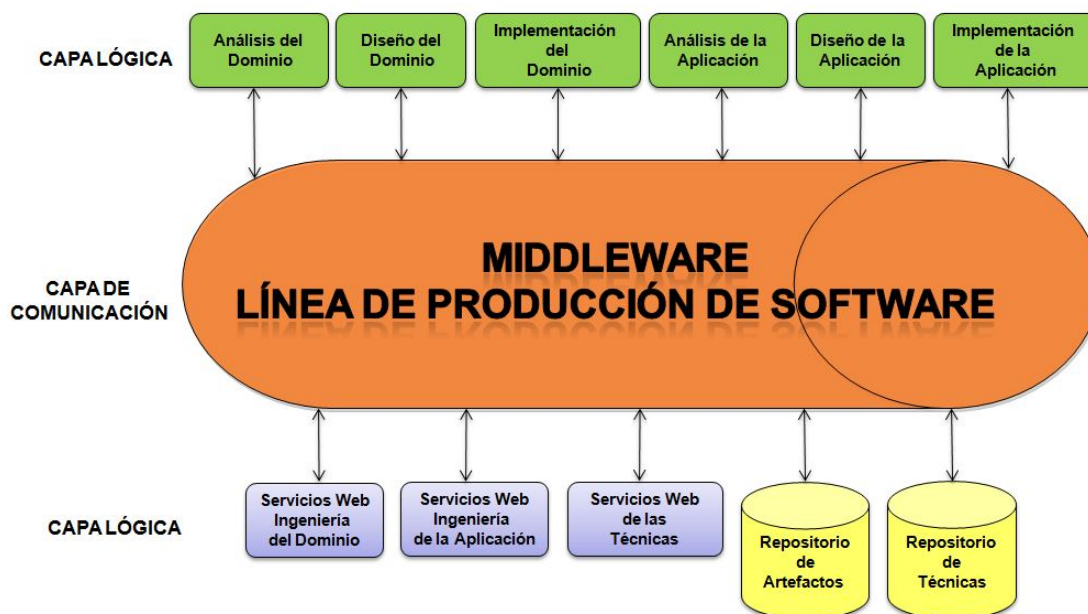 CAPA LÓGICA
Análisis del
Dominio
Diseño del
Dominio
Implementación
del
Dominio
Análisis de la
Aplicación
Diseño de la
Aplicación
Implementación
de la
Aplicación
CAPA DE
COMUNICACIÓN
MIDDLEWARE
LÍNEA DE PRODUCCIÓN DE SOFTWARE
CAPA LÓGICA
Servicios Web
Ingeniería
del Dominio
Servicios Web
Ingeniería
de la Aplicación
Servicios Web
de las
Técnicas
Repositorio
de
Artefactos
Repositorio
de
Técnicas